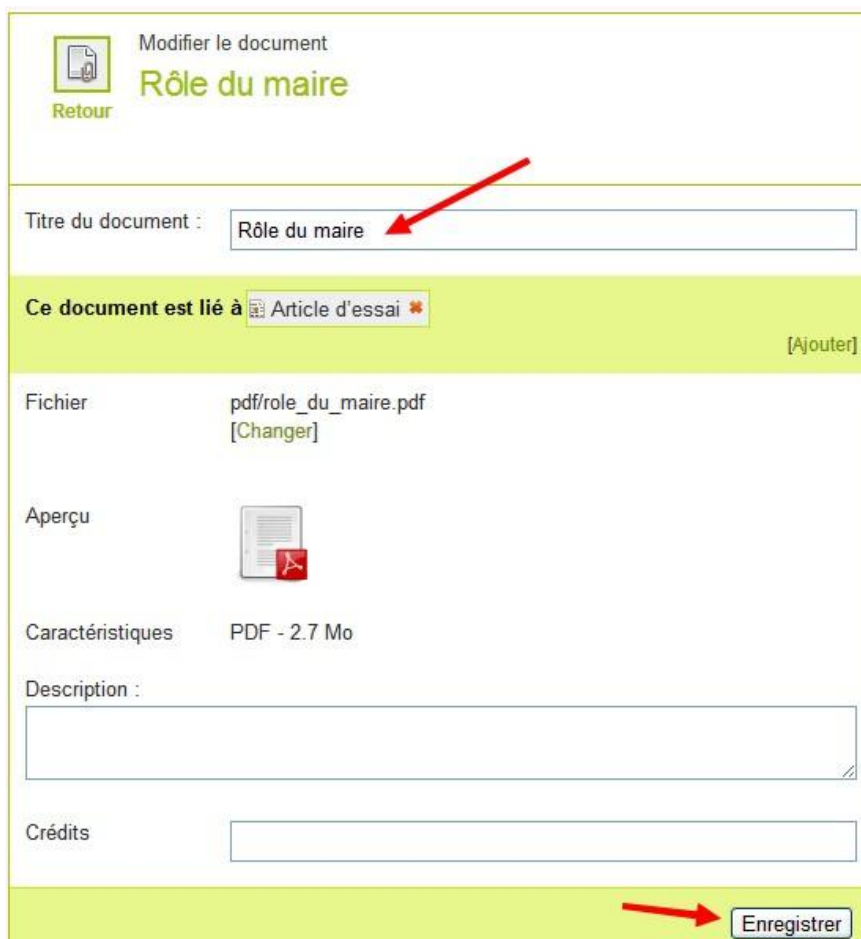 Modifier le document
Rôle du maire
Retour
Titre du document :
Rôle du maire
Ce document est lié à Article d'essai
[Ajouter]
Fichier
pdf/role_du_maire.pdf
[Changer]
Aperçu
Caractéristiques
PDF - 2.7 Mo
Description :
Crédits
Enregistrer